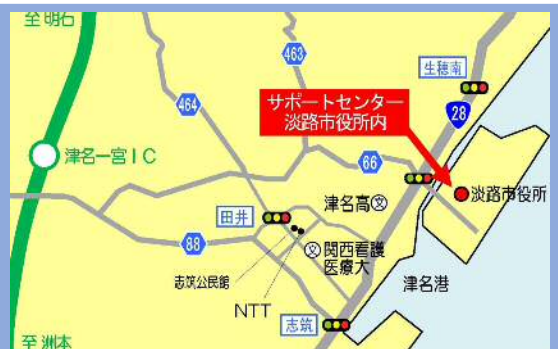 至明石
463
生穂南
464
サポートセンター
淡路市役所内
28
津名一宮IC
66
津名高文
淡路市役所
田井
88
文関西看護
医療大
志筑公民館
津名港
NTT
志筑
至洲本